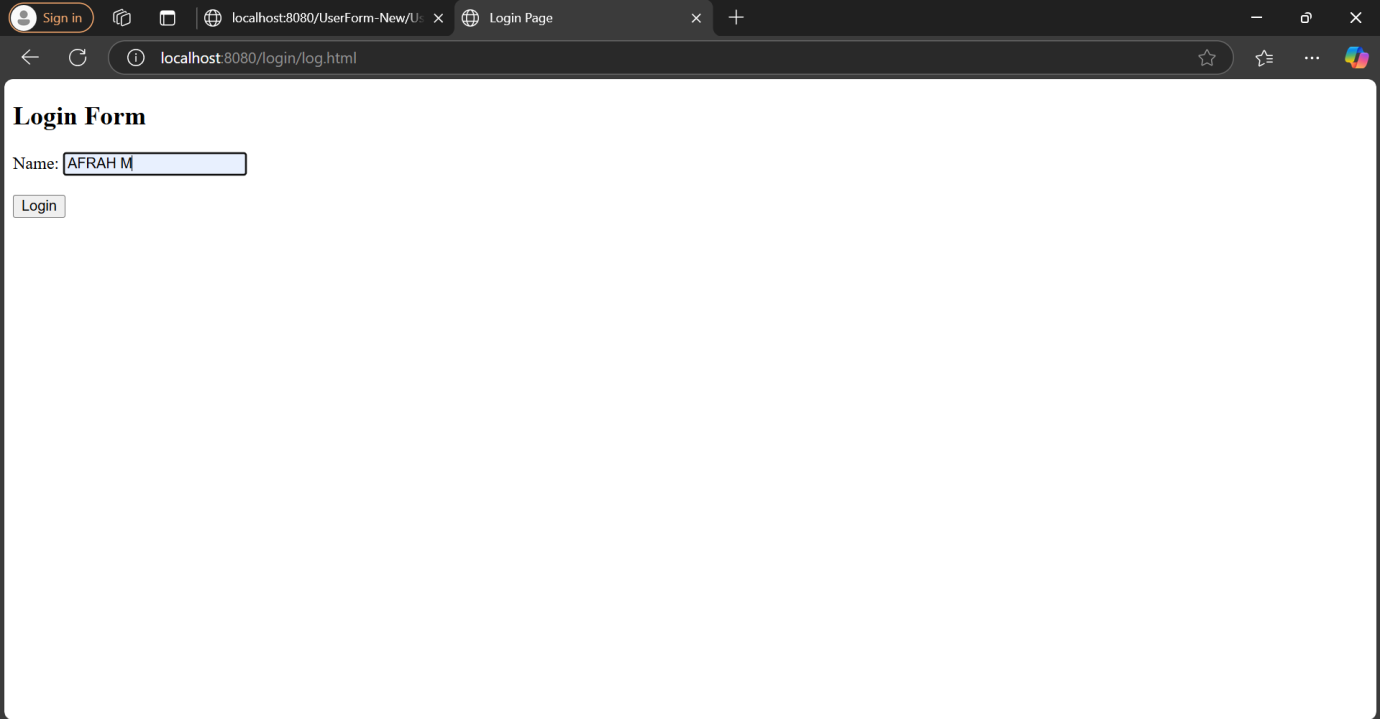 Sign in
localhost:8080/UserForm-New/Us
Login Page
localhost:8080/login/log.html
Login Form
Name: AFRAH M
Login